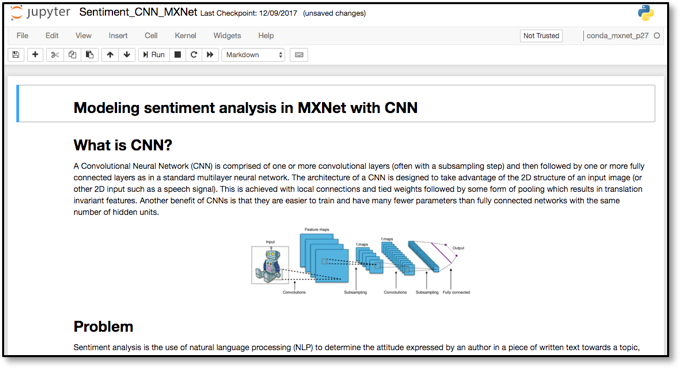 jupyter Sentiment_CNN_MXNet Last Checkpoint: 12/09/2017 (unsaved changes)
File Edit View Insert Cell Kernel Widgets Help Not Trusted conda_mxnet_p27
Run Markdown
Modeling sentiment analysis in MXNet with CNN
What is CNN?
A Convolutional Neural Network (CNN) is comprised of one or more convolutional layers (often with a subsampling step) and then followed by one or more fully
connected layers as in a standard multilayer neural network. The architecture of a CNN is designed to take advantage of the 2D structure of an input image (or
other 2D input such as a speech signal). This is achieved with local connections and tied weights followed by some form of pooling which results in translation
invariant features. Another benefit of CNNs is that they are easier to train and have many fewer parameters than fully connected networks with the same
number of hidden units.
Feature maps
Input f.maps f.maps Output
Convolutions Subsampling Convolutions Subsampling Fully connected
Problem
Sentiment analysis is the use of natural language processing (NLP) to determine the attitude expressed by an author in a piece of written text towards a topic,